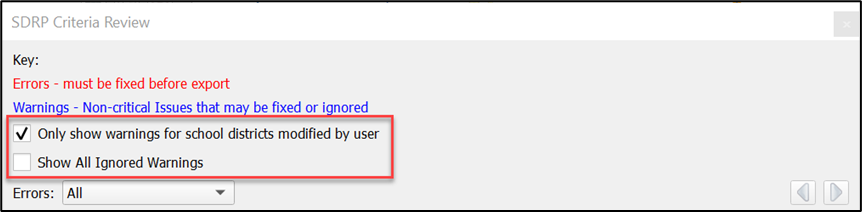 SDRP Criteria Review
Key:
Errors - must be fixed before export
Warnings - Non-critical Issues that may be fixed or ignored
Only show warnings for school districts modified by user
Show All Ignored Warnings
Errors: All